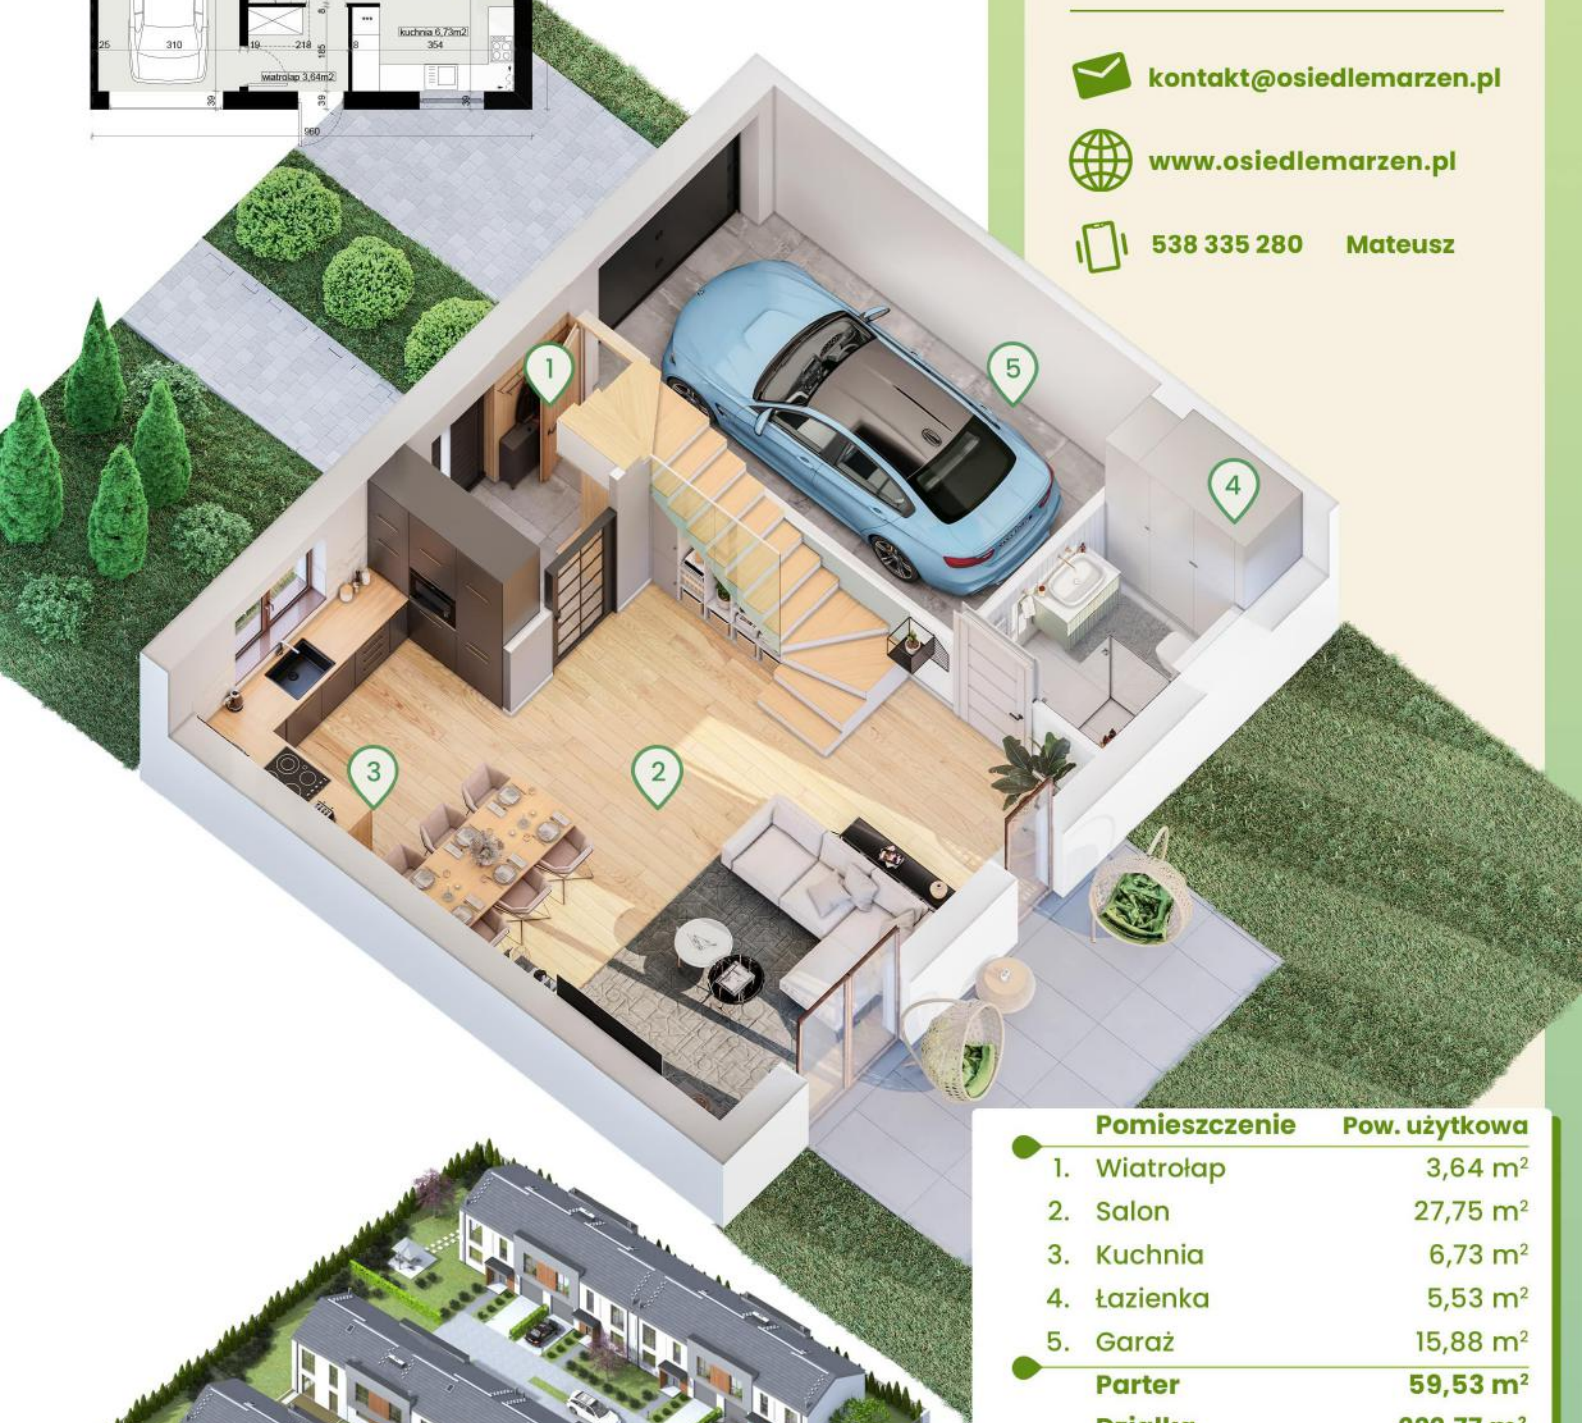 kuchnia 6,73m2
25 310 19 218 8 354
185
wiatrołap 3,64m2
39 39 39
960
kontakt@osiedlemarzen.pl
www.osiedlemarzen.pl
538 335 280 Mateusz
1
5
4
3
2
Pomieszczenie Pow. użytkowa
1. Wiatrołap 3,64 m²
2. Salon 27,75 m²
3. Kuchnia 6,73 m²
4. Łazienka 5,53 m²
5. Garaż 15,88 m²
Parter 59,53 m²